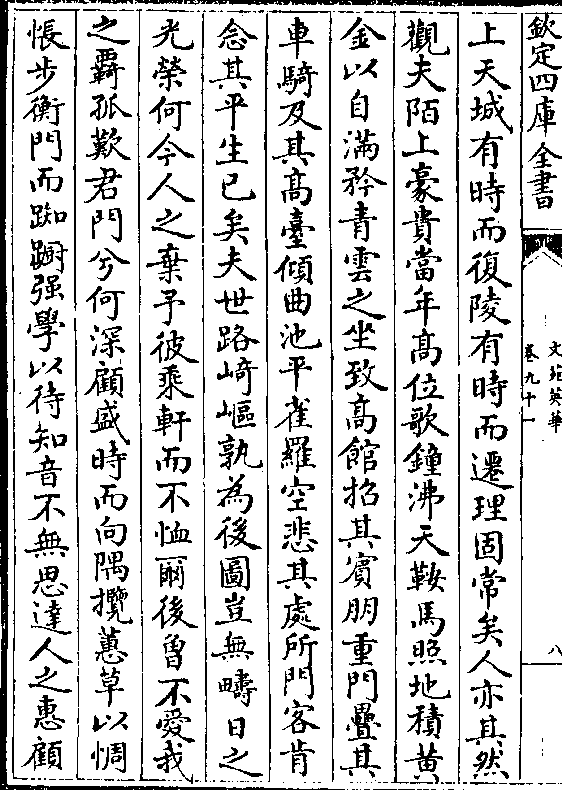 欽定四庫全書
文苑英華
卷九十一
八
上天城有時而復陵有時而遷理固常矣人亦其然
觀夫陌上豪貴當年高位歌鐘沸天鞍馬照地積黃
金以自滿矜青雲之坐致高館招其賓朋重門疊其
車騎及其高臺傾曲池平雀羅空悲其處所門客肯
念其平生已矣夫世路崎嶇孰為後圖豈無疇日之
光榮何今人之棄予彼乘軒而不恤爾後曽不愛我
之羇孤歎君門兮何深顧盛時而向隅攬蕙草以惆
悵步衡門而踟蹰强學以待知音不無思達人之惠顧